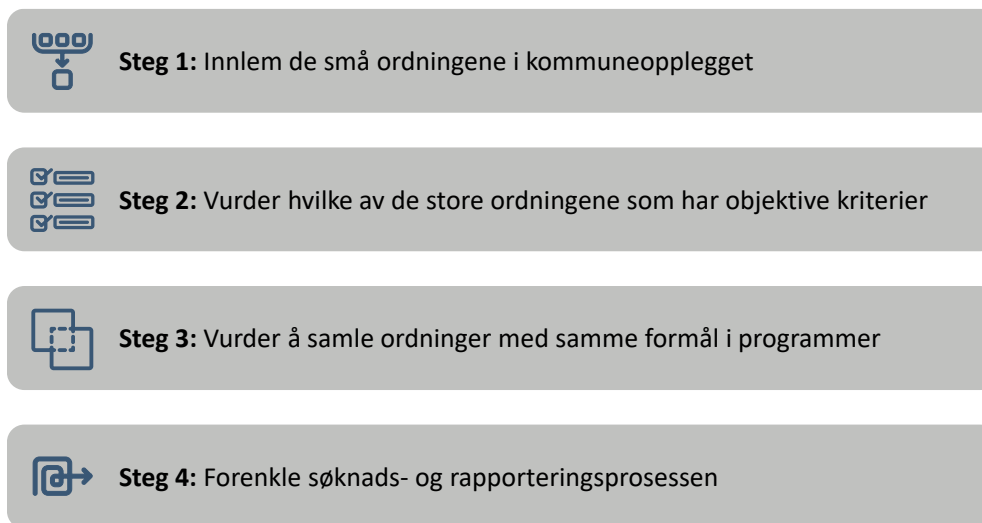 Steg 1: Innlem de små ordningene i kommuneopplegget
Steg 2: Vurder hvilke av de store ordningene som har objektive kriterier
Steg 3: Vurder å samle ordninger med samme formål i programmer
Steg 4: Forenkle søknads- og rapporteringsprosessen